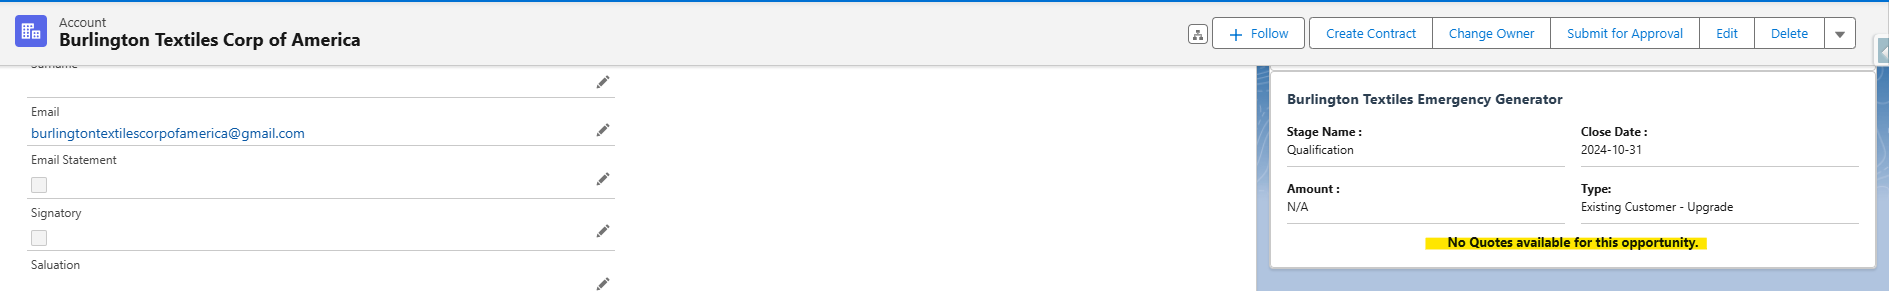 Account
Burlington Textiles Corp of America
Follow
Create Contract
Change Owner
Submit for Approval
Edit
Delete
Surname
Email
burlingtontextilescorpofamerica@gmail.com
Email Statement
Signatory
Saluation
Burlington Textiles Emergency Generator
Stage Name :
Close Date :
Qualification
2024-10-31
Amount :
Type:
N/A
Existing Customer - Upgrade
No Quotes available for this opportunity.